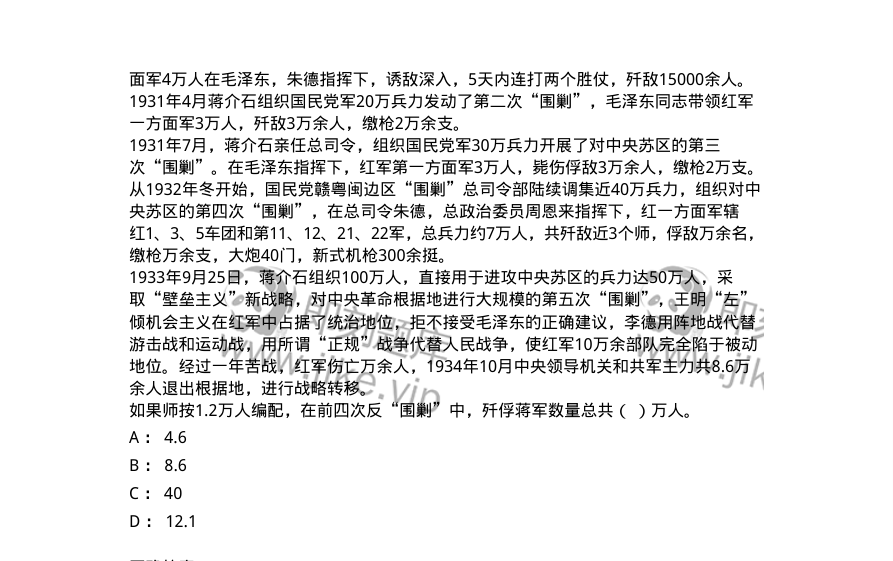 面军4万人在毛泽东，朱德指挥下，诱敌深入，5天内连打两个胜仗，歼敌15000余人。
1931年4月蒋介石组织国民党军20万兵力发动了第二次“围剿”，毛泽东同志带领红军
一方面军3万人，歼敌3万余人，缴枪2万余支。
1931年7月，蒋介石亲任总司令，组织国民党军30万兵力开展了对中央苏区的第三
次“围剿”。在毛泽东指挥下，红军第一方面军3万人，毙伤俘敌3万余人，缴枪2万支。
从1932年冬开始，国民党赣粤闽边区“围剿”总司令部陆续调集近40万兵力，组织对中
央苏区的第四次“围剿”，在总司令朱德，总政治委员周恩来指挥下，红一方面军辖
红1、3、5车团和第11、12、21、22军，总兵力约7万人，共歼敌近3个师，俘敌万余名，
缴枪万余支，大炮40门，新式机枪300余挺。
1933年9月25日，蒋介石组织100万人，直接用于进攻中央苏区的兵力达50万人，采
取“壁垒主义”新战略，对中央革命根据地进行大规模的第五次“围剿”，王明“左”
倾机会主义在红军中占据了统治地位，拒不接受毛泽东的正确建议，李德用阵地战代替
游击战和运动战，用所谓“正规”战争代替人民战争，使红军10万余部队完全陷于被动
地位。经过一年苦战，红军伤亡万余人，1934年10月中央领导机关和共军主力共8.6万
余人退出根据地，进行战略转移。
如果师按1.2万人编配，在前四次反“围剿”中，歼俘蒋军数量总共（ ）万人。
A： 4.6
B： 8.6
C： 40
D： 12.1
即刻题库
www.jike.vip